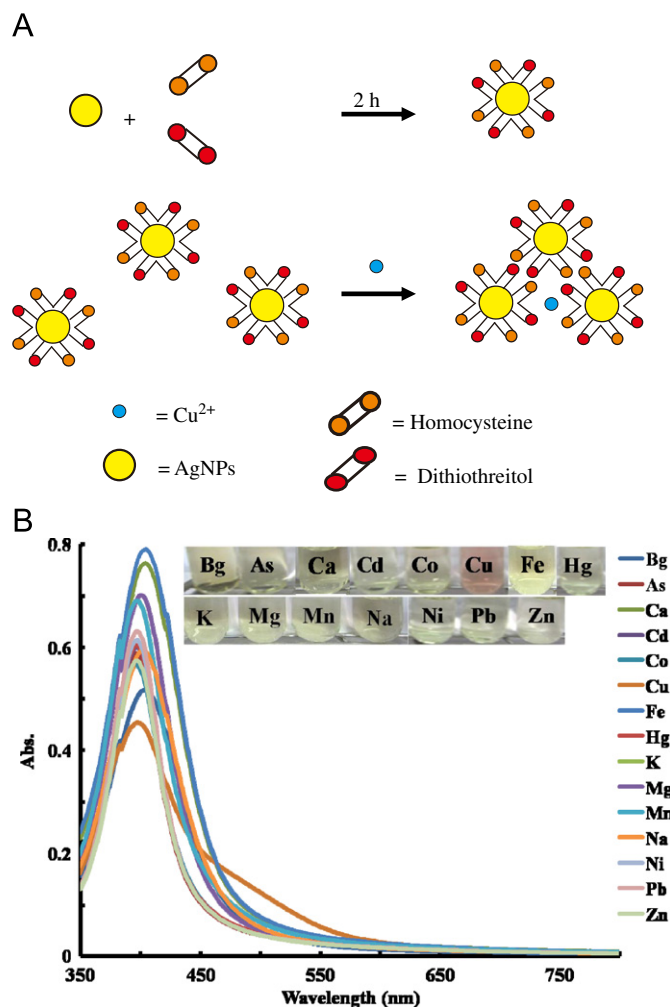 A
+
2 h
= Cu2+
= Homocysteine
= AgNPs
= Dithiothreitol
B
0.8
0.6
0.4
0.2
0
Abs.
350
450
550
650
750
Wavelength (nm)
Bg As Ca Cd Co Cu Fe Hg
K Mg Mn Na Ni Pb Zn
Bg
As
Ca
Cd
Co
Cu
Fe
Hg
K
Mg
Mn
Na
Ni
Pb
Zn